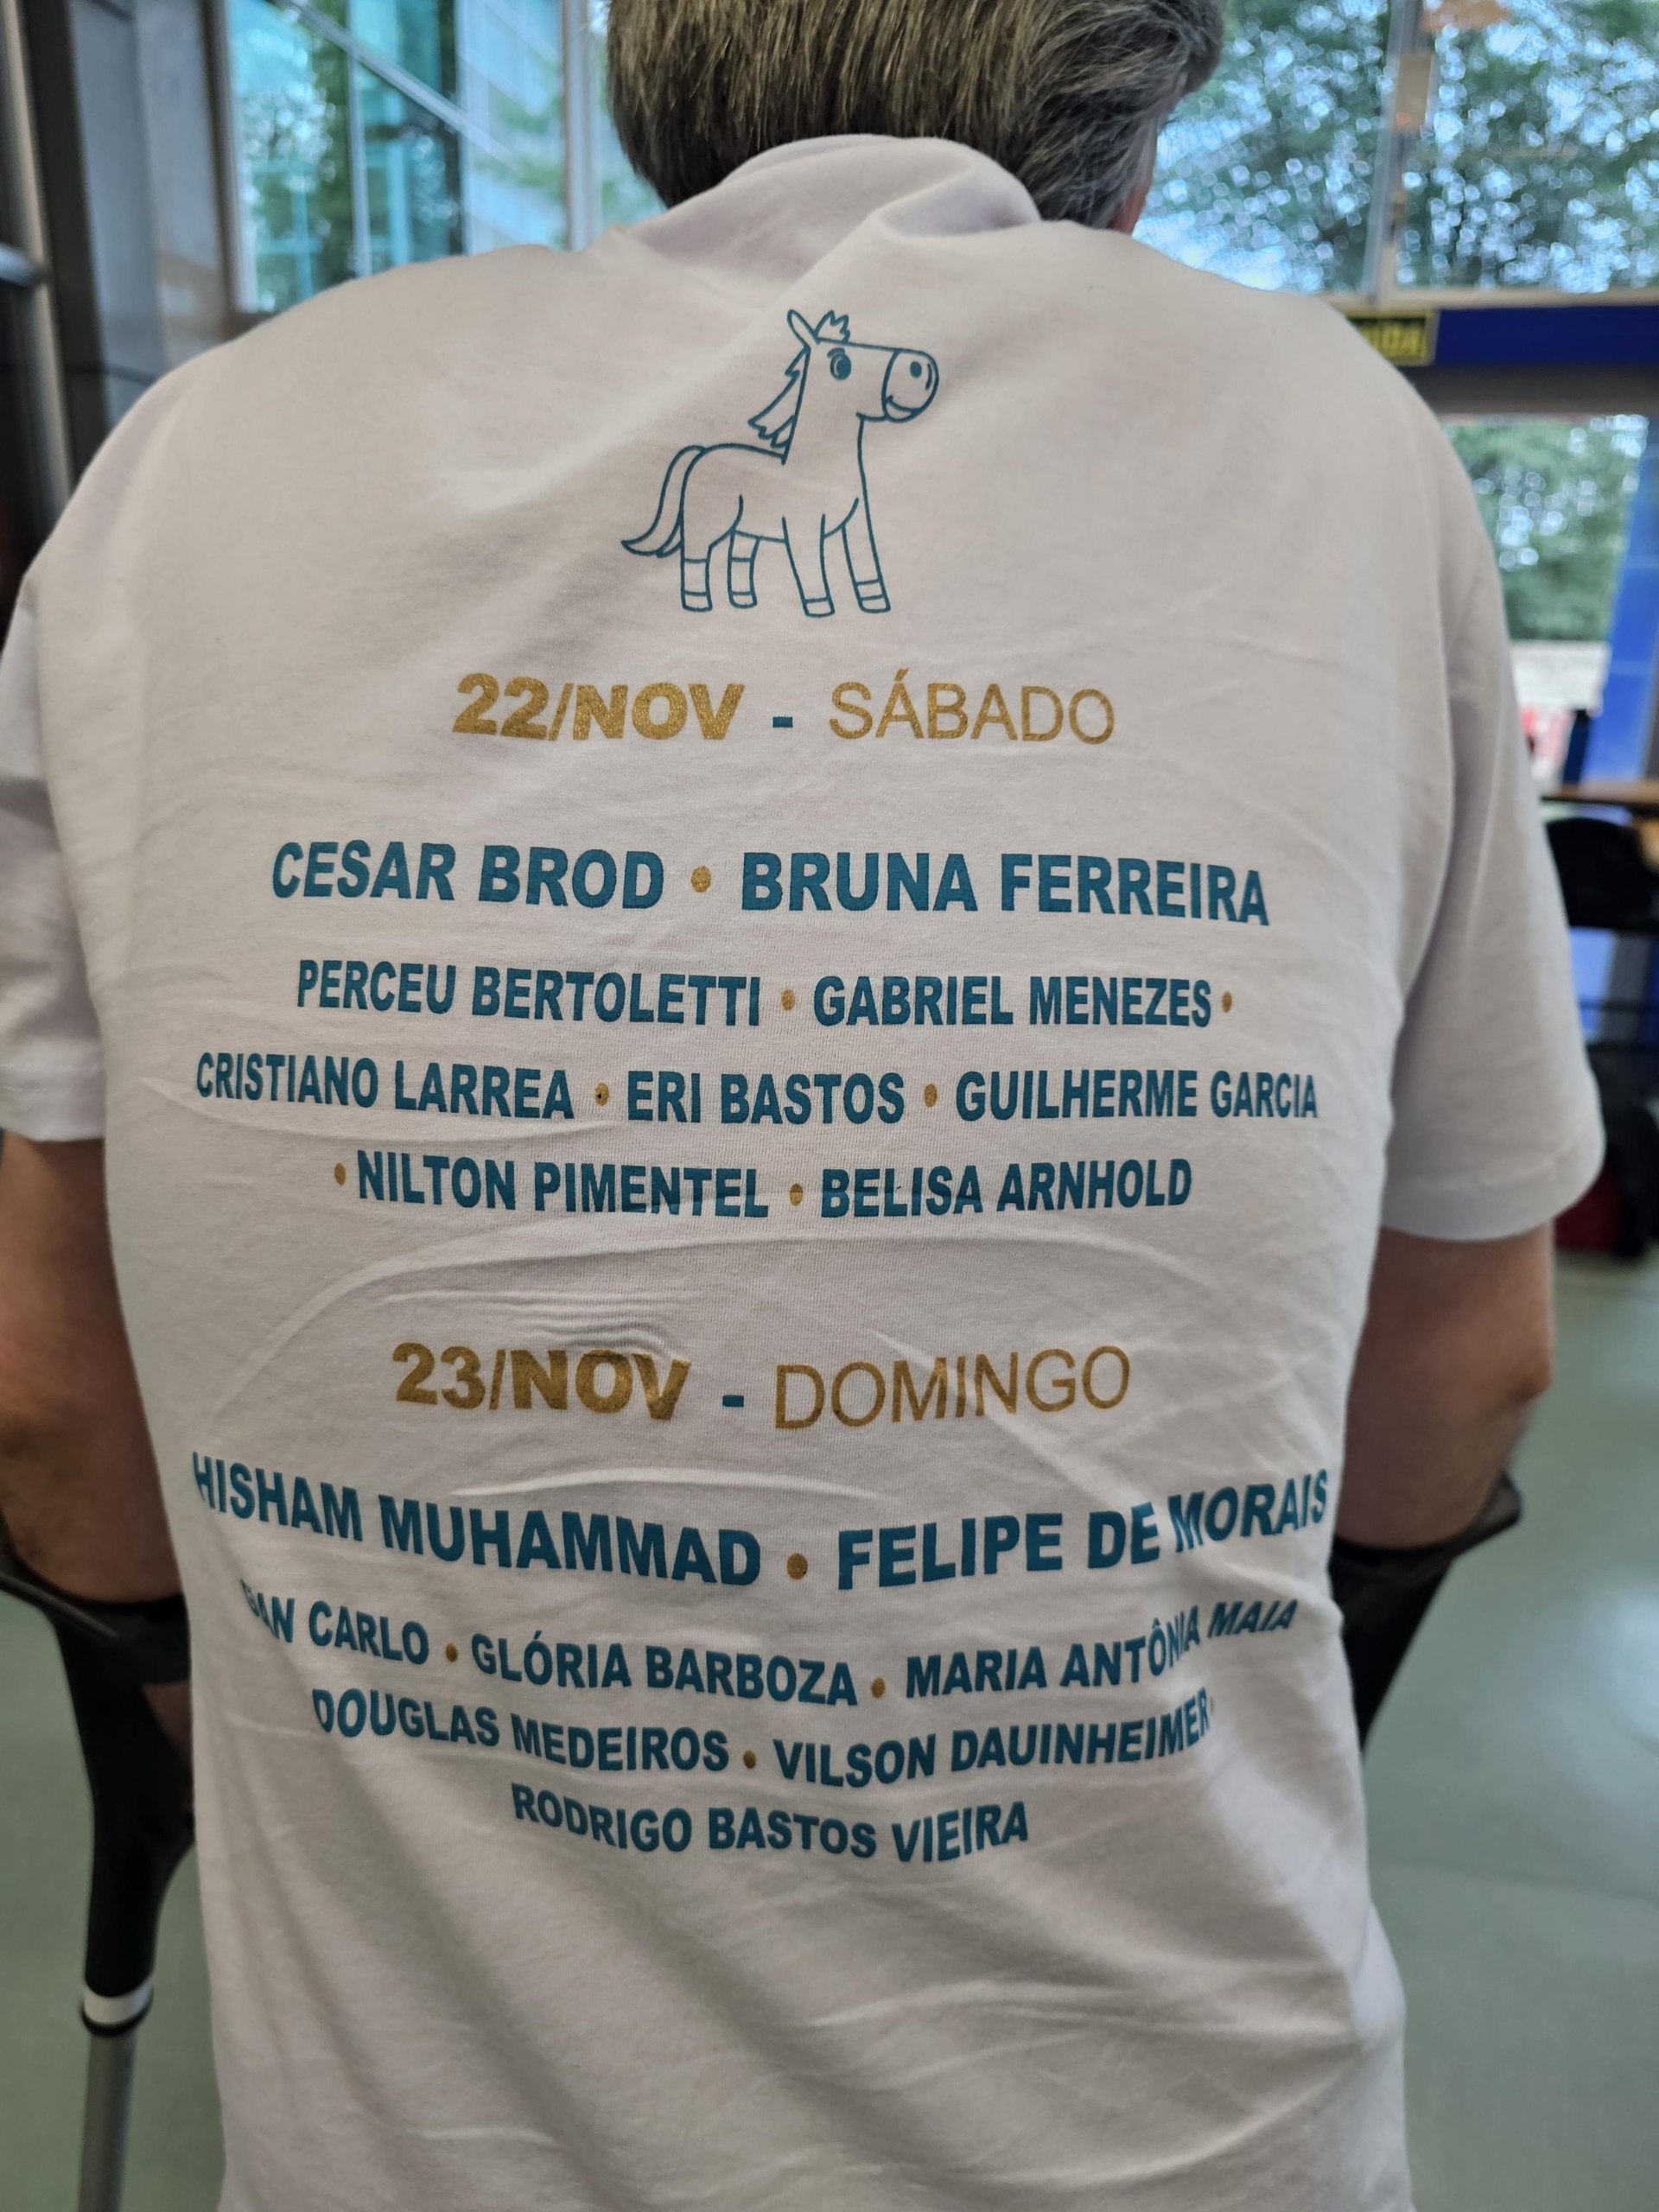 22/NOV - SÁBADO
CESAR BROD • BRUNA FERREIRA
PERCEU BERTOLETTI • GABRIEL MENEZES •
CRISTIANO LARREA • ERI BASTOS • GUILHERME GARCIA
• NILTON PIMENTEL • BELISA ARNHOLD
23/NOV - DOMINGO
HISHAM MUHAMMAD • FELIPE DE MORAIS
CARLO • GLÓRIA BARBOZA • MARIA ANTÔNIA MAIA
DOUGLAS MEDEIROS • VILSON DAUINHEIMER •
RODRIGO BASTOS VIEIRA